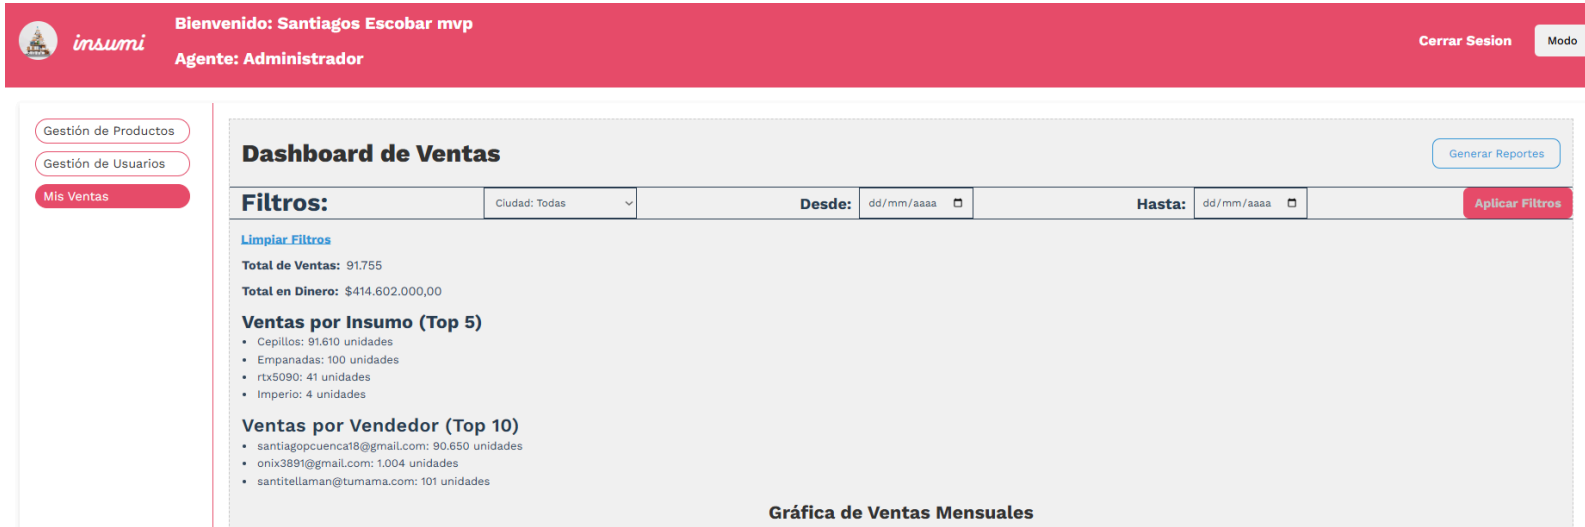 insumi
Bienvenido: Santiagos Escobar mvp
Agente: Administrador
Cerrar Sesion
Modo
Gestión de Productos
Gestión de Usuarios
Mis Ventas
Dashboard de Ventas
Generar Reportes
Filtros:
Ciudad: Todas
Desde:
dd/mm/aaaa
Hasta:
dd/mm/aaaa
Aplicar Filtros
Limpiar Filtros
Total de Ventas: 91.755
Total en Dinero: $414.602.000,00
Ventas por Insumo (Top 5)
• Cepillos: 91.610 unidades
• Empanadas: 100 unidades
• rtx5090: 41 unidades
• Imperio: 4 unidades
Ventas por Vendedor (Top 10)
• santiagopcuenca18@gmail.com: 90.650 unidades
• onix3891@gmail.com: 1.004 unidades
• santitellaman@tumama.com: 101 unidades
Gráfica de Ventas Mensuales